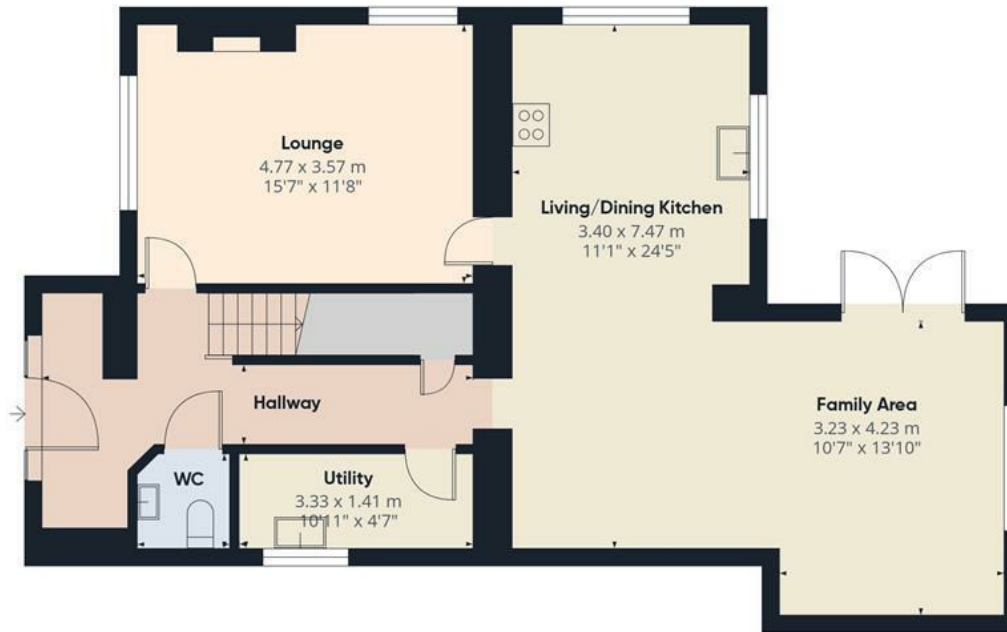 Lounge
4.77 x 3.57 m
15'7" x 11'8"
Living/Dining Kitchen
3.40 x 7.47 m
11'1" x 24'5"
Hallway
Family Area
3.23 x 4.23 m
10'7" x 13'10"
WC
Utility
3.33 x 1.41 m
10'11" x 4'7"